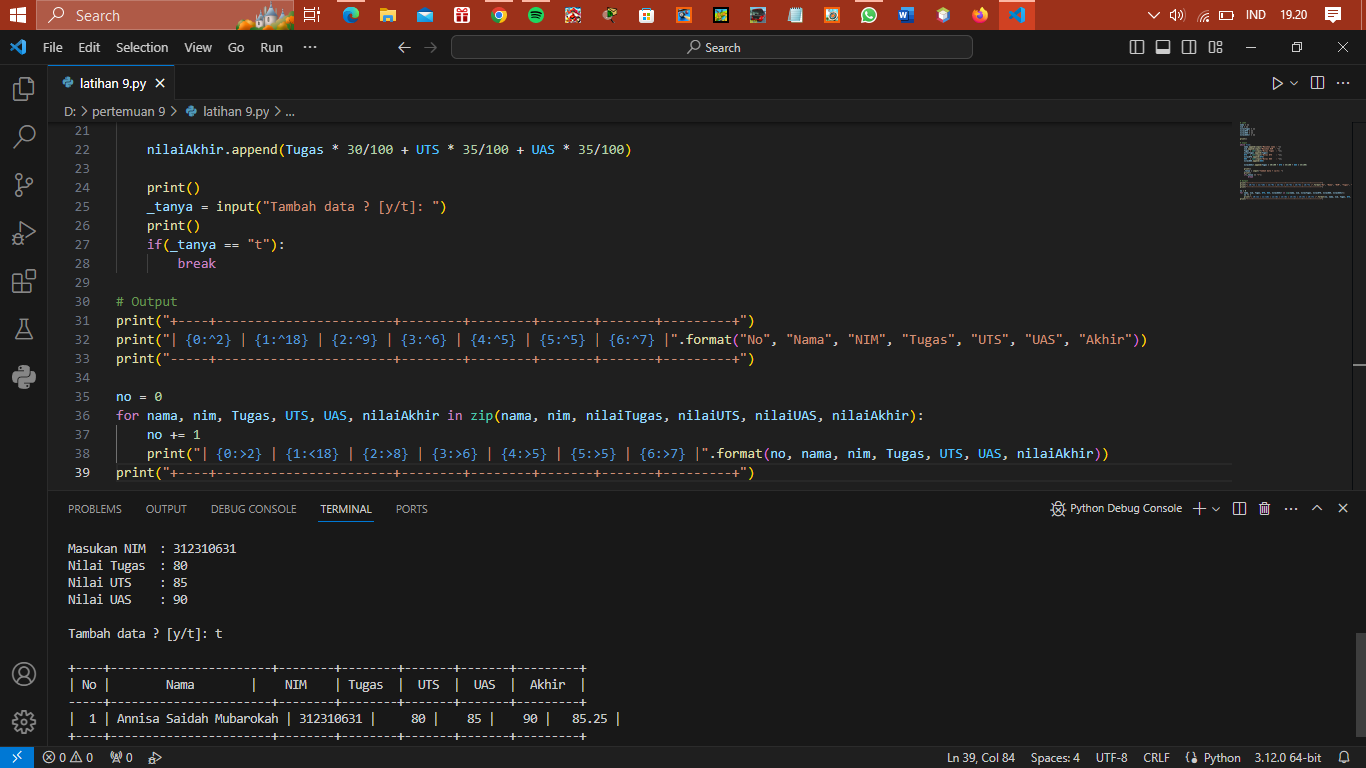 Search
IND 19.20
File Edit Selection View Go Run ··· Search
latihan 9.py
D: > pertemuan 9 > latihan 9.py > ...
21
22 nilaiAkhir.append(Tugas * 30/100 + UTS * 35/100 + UAS * 35/100)
23
24 print()
25 _tanya = input("Tambah data ? [y/t]: ")
26 print()
27 if(_tanya == "t"):
28 break
29
30 # Output
31 print("+----+-----------------------+--------+--------+-------+-------+---------+")
32 print("| {0:^2} | {1:^18} | {2:^9} | {3:^6} | {4:^5} | {5:^5} | {6:^7} |".format("No", "Nama", "NIM", "Tugas", "UTS", "UAS", "Akhir"))
33 print("-----+-----------------------+--------+--------+-------+-------+---------+")
34
35 no = 0
36 for nama, nim, Tugas, UTS, UAS, nilaiAkhir in zip(nama, nim, nilaiTugas, nilaiUTS, nilaiUAS, nilaiAkhir):
37 no += 1
38 print("| {0:>2} | {1:<18} | {2:>8} | {3:>6} | {4:>5} | {5:>5} | {6:>7} |".format(no, nama, nim, Tugas, UTS, UAS, nilaiAkhir))
39 print("+----+-----------------------+--------+--------+-------+-------+---------+")
PROBLEMS OUTPUT DEBUG CONSOLE TERMINAL PORTS Python Debug Console
Masukan NIM : 312310631
Nilai Tugas : 80
Nilai UTS : 85
Nilai UAS : 90
Tambah data ? [y/t]: t
+----+-----------------------+--------+--------+-------+-------+---------+
| No | Nama | NIM | Tugas | UTS | UAS | Akhir |
-----+-----------------------+--------+--------+-------+-------+---------+
| 1 | Annisa Saidah Mubarokah | 312310631 | 80 | 85 | 90 | 85.25 |
+----+-----------------------+--------+--------+-------+-------+---------+
0 0 0 Ln 39, Col 84 Spaces: 4 UTF-8 CRLF Python 3.12.0 64-bit